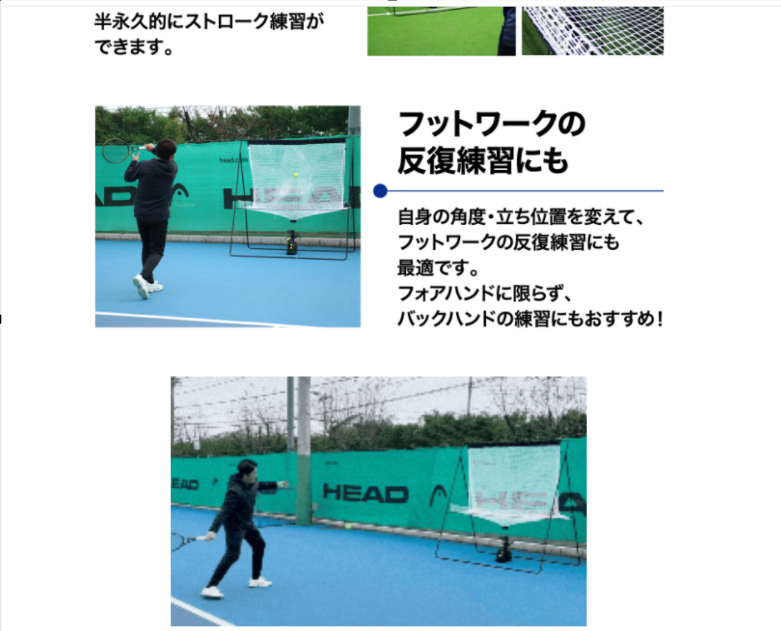 半永久的にストローク練習が
できます。
フットワークの
反復練習にも
自身の角度・立ち位置を変えて、
フットワークの反復練習にも
最適です。
フォアハンドに限らず、
バックハンドの練習にもおすすめ！
head.com
HEAD
HEAD